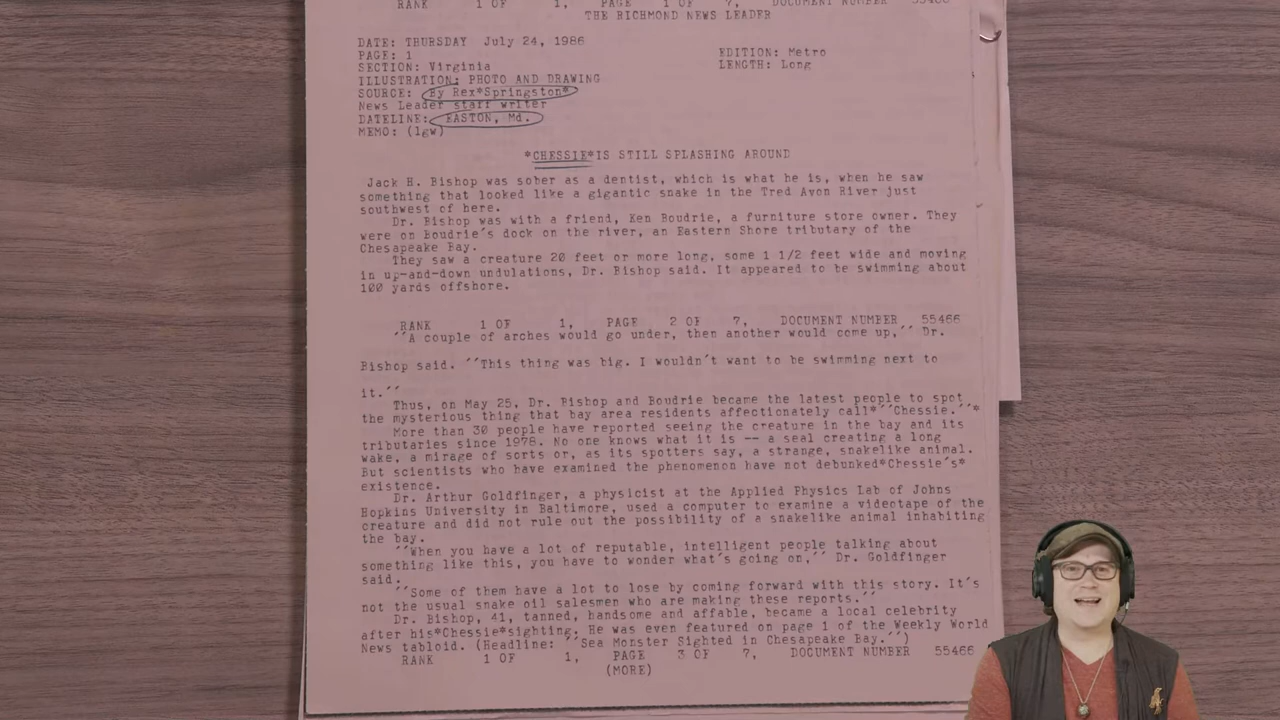 RANK 1 OF 1, PAGE 1 OF 7, DOCUMENT NUMBER 55466
THE RICHMOND NEWS LEADER
DATE: THURSDAY July 24, 1986
PAGE: 1 EDITION: Metro
SECTION: Virginia LENGTH: Long
ILLUSTRATION: PHOTO AND DRAWING
SOURCE: By Rex*Springston*
News Leader staff writer
DATELINE: EASTON, Md.
MEMO: (lgw)
*CHESSIE*IS STILL SPLASHING AROUND
Jack H. Bishop was sober as a dentist, which is what he is, when he saw
something that looked like a gigantic snake in the Tred Avon River just
southwest of here.
Dr. Bishop was with a friend, Ken Boudrie, a furniture store owner. They
were on Boudrie's dock on the river, an Eastern Shore tributary of the
Chesapeake Bay.
They saw a creature 20 feet or more long, some 1 1/2 feet wide and moving
in up-and-down undulations, Dr. Bishop said. It appeared to be swimming about
100 yards offshore.
RANK 1 OF 1, PAGE 2 OF 7, DOCUMENT NUMBER 55466
''A couple of arches would go under, then another would come up,'' Dr.
Bishop said. ''This thing was big. I wouldn't want to be swimming next to
it.''
Thus, on May 25, Dr. Bishop and Boudrie became the latest people to spot
the mysterious thing that bay area residents affectionately call*''Chessie.''*
More than 30 people have reported seeing the creature in the bay and its
tributaries since 1978. No one knows what it is -- a seal creating a long
wake, a mirage of sorts or, as its spotters say, a strange, snakelike animal.
But scientists who have examined the phenomenon have not debunked*Chessie's*
existence.
Dr. Arthur Goldfinger, a physicist at the Applied Physics Lab of Johns
Hopkins University in Baltimore, used a computer to examine a videotape of the
creature and did not rule out the possibility of a snakelike animal inhabiting
the bay.
''When you have a lot of reputable, intelligent people talking about
something like this, you have to wonder what's going on,'' Dr. Goldfinger
said.
''Some of them have a lot to lose by coming forward with this story. It's
not the usual snake oil salesmen who are making these reports.''
Dr. Bishop, 41, tanned, handsome and affable, became a local celebrity
after his*Chessie*sighting. He was even featured on page 1 of the Weekly World
News tabloid. (Headline: ''Sea Monster Sighted in Chesapeake Bay.'')
RANK 1 OF 1, PAGE 3 OF 7, DOCUMENT NUMBER 55466
(MORE)